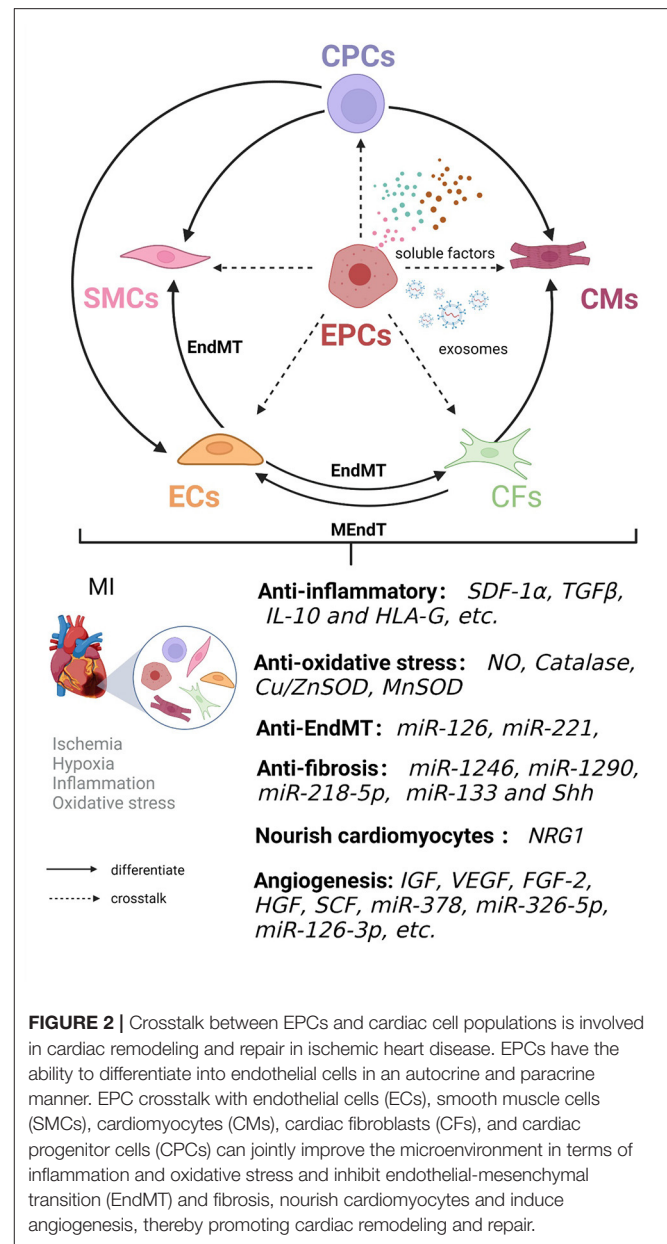 CPCs
soluble factors
SMCs
CMs
EPCs
EndMT
exosomes
EndMT
ECs
CFs
MEndT
MI
Ischemia
Hypoxia
Inflammation
Oxidative stress
differentiate
crosstalk
Anti-inflammatory: SDF-1α, TGFβ,
IL-10 and HLA-G, etc.
Anti-oxidative stress: NO, Catalase,
Cu/ZnSOD, MnSOD
Anti-EndMT: miR-126, miR-221,
Anti-fibrosis: miR-1246, miR-1290,
miR-218-5p, miR-133 and Shh
Nourish cardiomyocytes : NRG1
Angiogenesis: IGF, VEGF, FGF-2,
HGF, SCF, miR-378, miR-326-5p,
miR-126-3p, etc.
FIGURE 2 | Crosstalk between EPCs and cardiac cell populations is involved
in cardiac remodeling and repair in ischemic heart disease. EPCs have the
ability to differentiate into endothelial cells in an autocrine and paracrine
manner. EPC crosstalk with endothelial cells (ECs), smooth muscle cells
(SMCs), cardiomyocytes (CMs), cardiac fibroblasts (CFs), and cardiac
progenitor cells (CPCs) can jointly improve the microenvironment in terms of
inflammation and oxidative stress and inhibit endothelial-mesenchymal
transition (EndMT) and fibrosis, nourish cardiomyocytes and induce
angiogenesis, thereby promoting cardiac remodeling and repair.